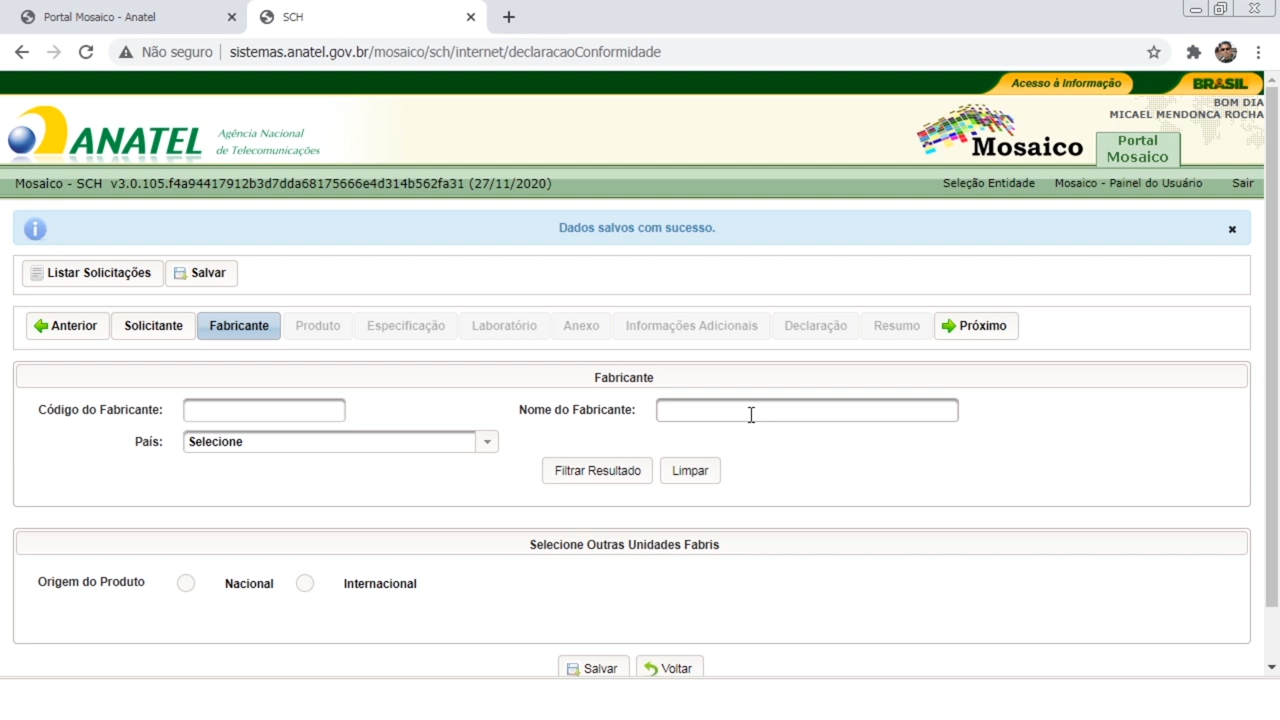 Portal Mosaico - Anatel
SCH
Não seguro | sistemas.anatel.gov.br/mosaico/sch/internet/declaracaoConformidade
Acesso à Informação
BRASIL
ANATEL
Agência Nacional
de Telecomunicações
Mosaico
BOM DIA
MICAEL MENDONCA ROCHA
Portal
Mosaico
Mosaico - SCH v3.0.105.f4a94417912b3d7dda68175666e4d314b562fa31 (27/11/2020)
Seleção Entidade Mosaico - Painel do Usuário Sair
Dados salvos com sucesso.
Listar Solicitações Salvar
Anterior Solicitante Fabricante Produto Especificação Laboratório Anexo Informações Adicionais Declaração Resumo Próximo
Fabricante
Código do Fabricante: Nome do Fabricante:
País: Selecione
Filtrar Resultado Limpar
Selecione Outras Unidades Fabris
Origem do Produto Nacional Internacional
Salvar Voltar